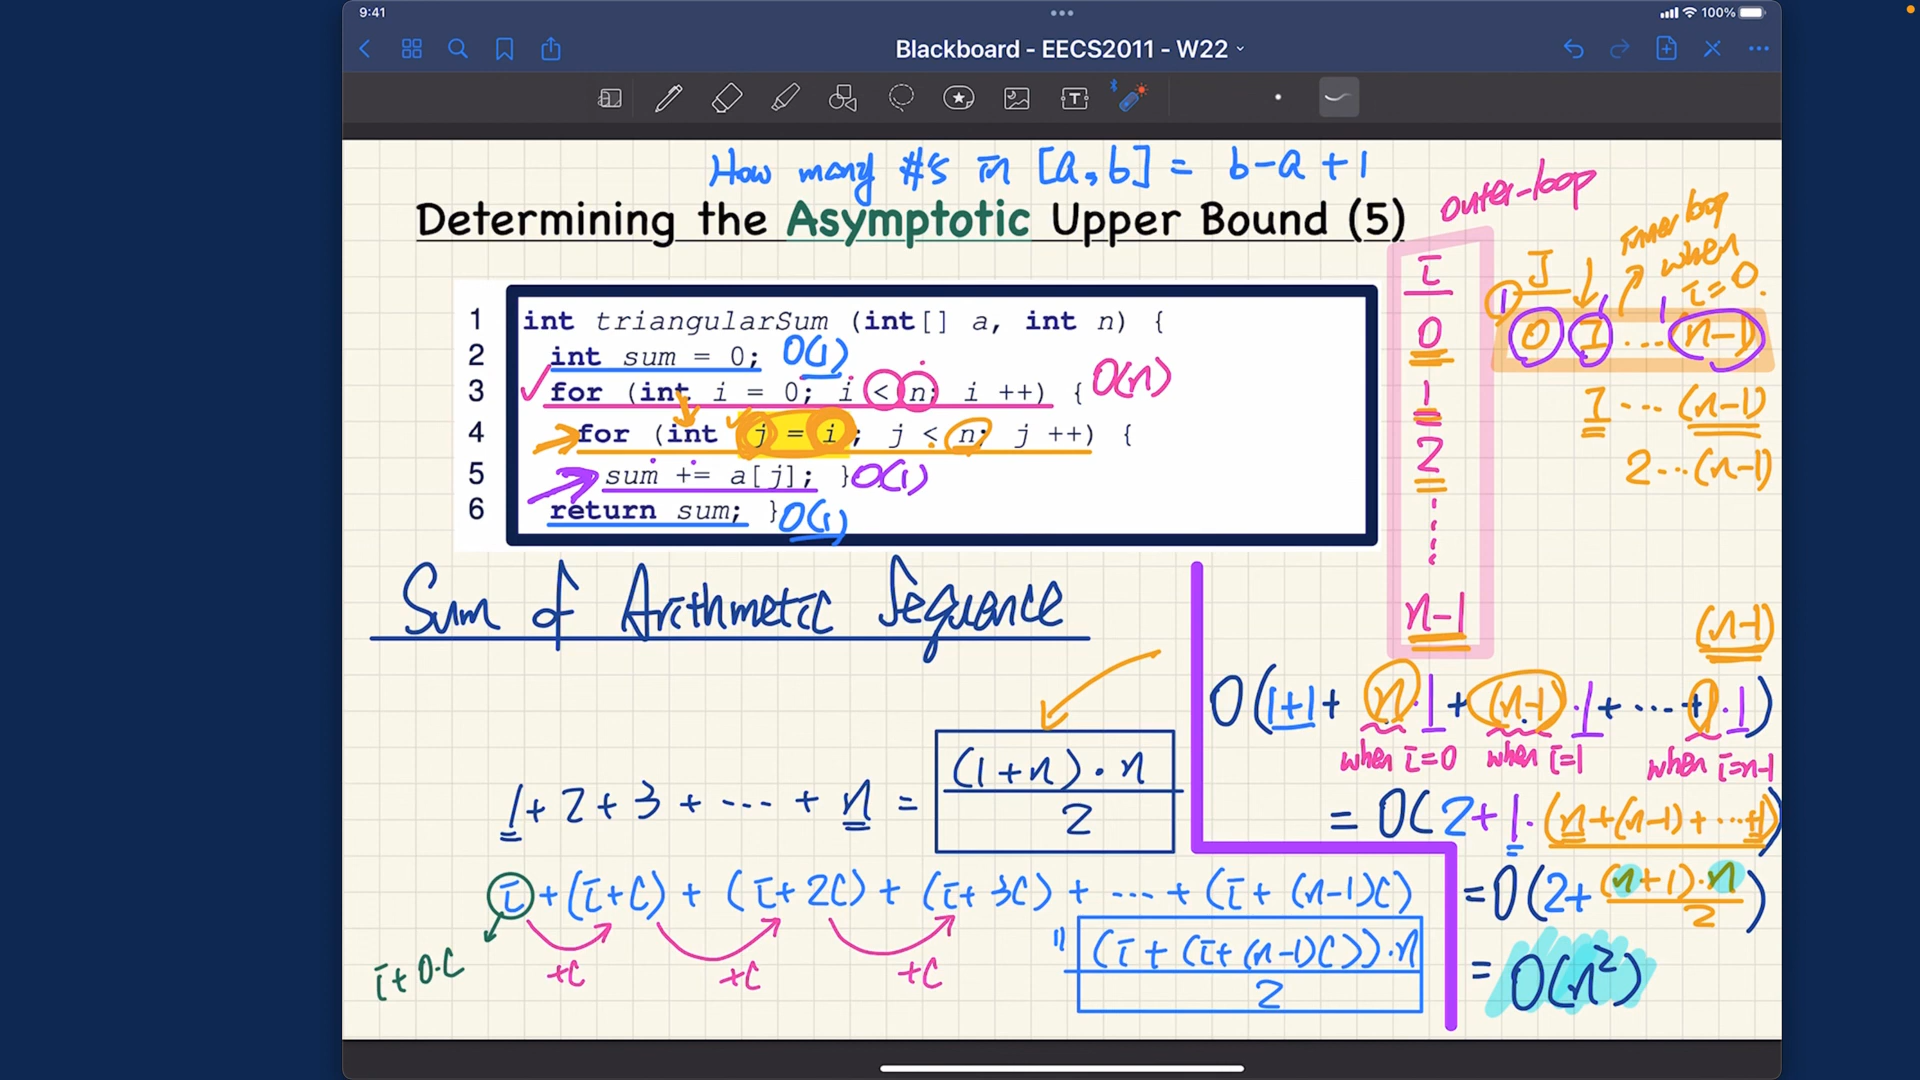 9:41
100%
Blackboard - EECS2011 - W22
How many #s in [a, b] = b-a+1
Determining the Asymptotic Upper Bound (5)
outer-loop
inner loop
when
i=0.
i
J
1 int triangularSum (int[] a, int n) {
2 int sum = 0; O(1)
3 for (int i = 0; i < n; i ++) { O(n)
4 for (int j = i; j < n; j ++) {
5 sum += a[j]; } O(1)
6 return sum; } O(1)
0
1
1 1
0 1 .... n-1
1
1 ... (n-1)
2
2 ... (n-1)
n-1
(n-1)
Sum of Arithmetic Sequence
1+2+3+ ... + n = (1+n)·n
2
i+(i+c) + (i+2c) + (i+3c) + ... + (i+(n-1)c)
i+0·c
+c +c +c
" (i+(i+(n-1)c))·n
2
O(1+1+ n·1+(n-1)·1+ ... +1·1)
when i=0 when i=1 when i=n-1
= O(2+1·(n+(n-1)+ ...+1))
=O(2+ (n+1)·n
2 )
= O(n²)